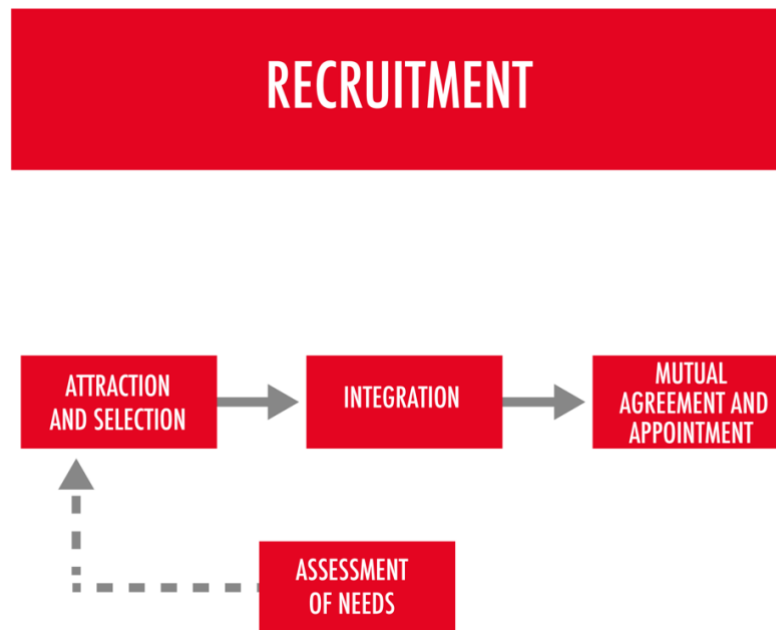 RECRUITMENT
ATTRACTION
AND SELECTION
INTEGRATION
MUTUAL
AGREEMENT AND
APPOINTMENT
ASSESSMENT
OF NEEDS